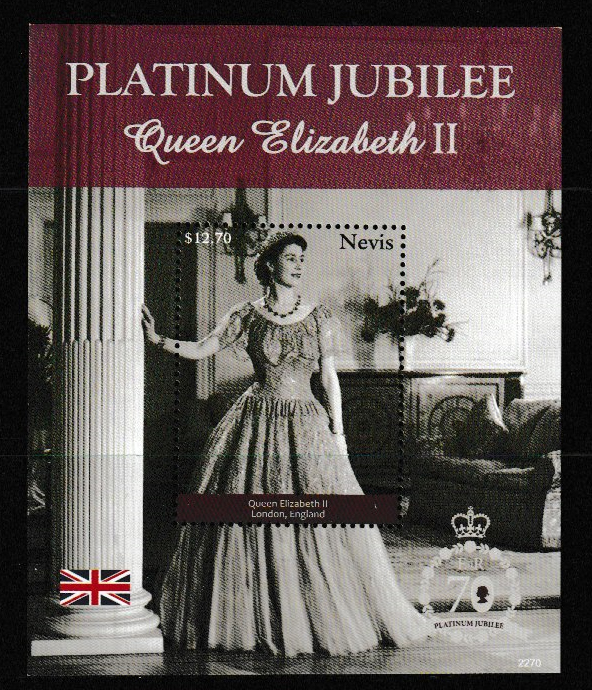 PLATINUM JUBILEE
Queen Elizabeth II
$12.70
Nevis
Queen Elizabeth II
London, England
E R
70
PLATINUM JUBILEE
2270